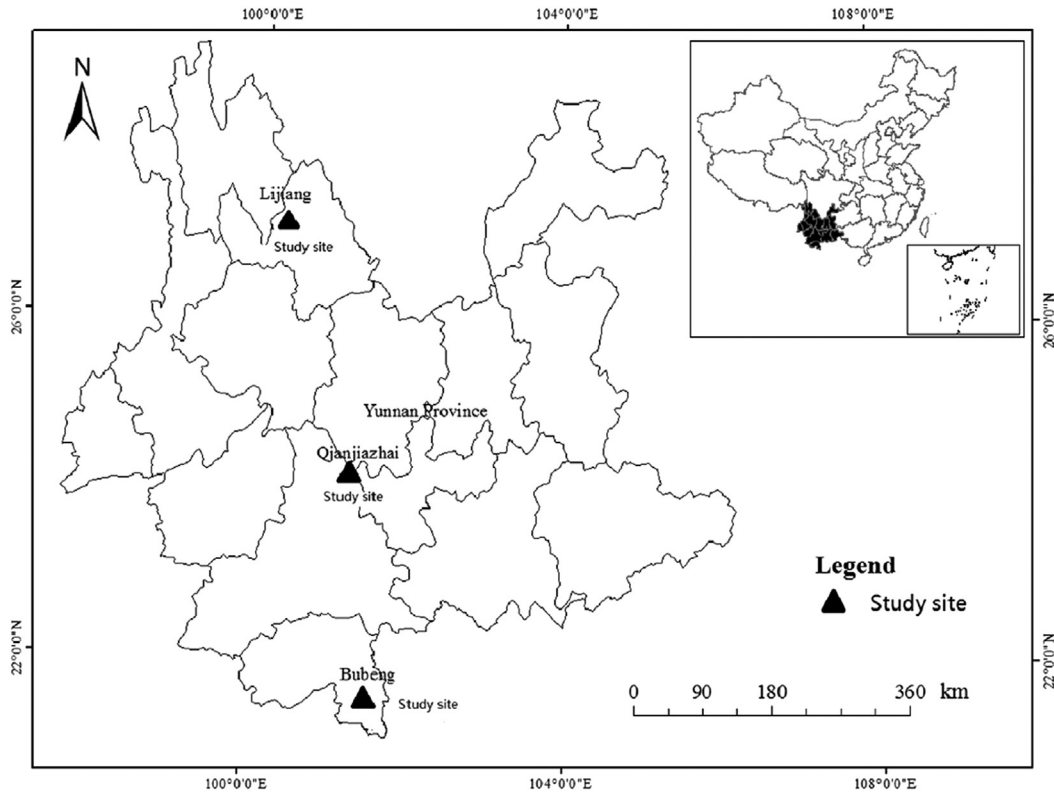 100°0'0"E 104°0'0"E 108°0'0"E
N
Lijiang
Study site
26°0'0"N 26°0'0"N
Yunnan Province
Qianjiazhai
Study site
Legend
Study site
22°0'0"N 22°0'0"N
Bubeng
Study site
0 90 180 360 km
100°0'0"E 104°0'0"E 108°0'0"E